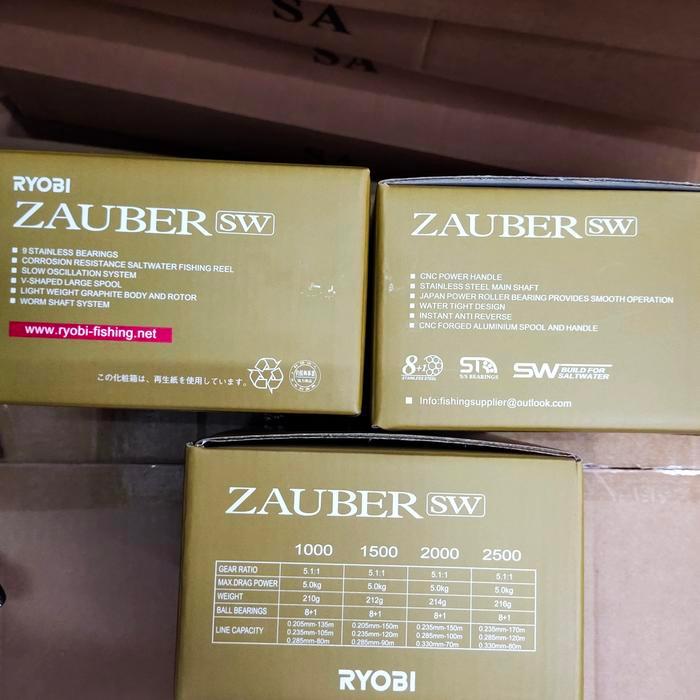 SA
SA
SA
RYOBI
ZAUBER SW
9 STAINLESS BEARINGS
CORROSION RESISTANCE SALTWATER FISHING REEL
SLOW OSCILLATION SYSTEM
V-SHAPED LARGE SPOOL
LIGHT WEIGHT GRAPHITE BODY AND ROTOR
WORM SHAFT SYSTEM
www.ryobi-fishing.net
この化粧箱は、再生紙を使用しています。
ZAUBER SW
CNC POWER HANDLE
STAINLESS STEEL MAIN SHAFT
JAPAN POWER ROLLER BEARING PROVIDES SMOOTH OPERATION
WATER TIGHT DESIGN
INSTANT ANTI REVERSE
CNC FORGED ALUMINIUM SPOOL AND HANDLE
8+1 STAINLESS STEEL
S/S BEARINGS
SW BUILD FOR SALTWATER
Info:fishingsupplier@outlook.com
ZAUBER SW
1000 1500 2000 2500
GEAR RATIO 5.1:1 5.1:1 5.1:1 5.1:1
MAX.DRAG POWER 5.0kg 5.0kg 5.0kg 5.0kg
WEIGHT 210g 212g 214g 216g
BALL BEARINGS 8+1 8+1 8+1 8+1
LINE CAPACITY 0.205mm-135m 0.205mm-150m 0.235mm-150m 0.235mm-170m
0.235mm-105m 0.235mm-120m 0.285mm-100m 0.285mm-120m
0.285mm-80m 0.285mm-90m 0.330mm-70m 0.330mm-80m
RYOBI